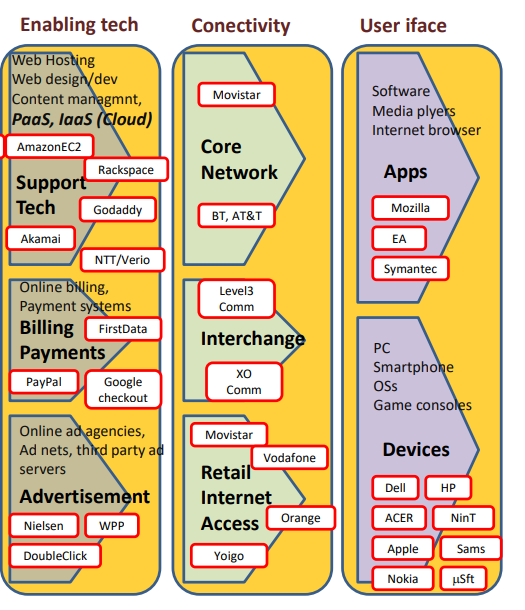 Enabling tech
Web Hosting
Web design/dev
Content managmnt,
PaaS, IaaS (Cloud)
AmazonEC2
Rackspace
Support
Tech
Godaddy
Akamai
NTT/Verio
Online billing,
Payment systems
Billing
FirstData
Payments
PayPal
Google
checkout
Online ad agencies,
Ad nets, third party ad
servers
Advertisement
Nielsen
WPP
DoubleClick
Conectivity
Movistar
Core
Network
BT, AT&T
Level3
Comm
Interchange
XO
Comm
Movistar
Vodafone
Retail
Internet
Access
Orange
Yoigo
User iface
Software
Media plyers
Internet browser
Apps
Mozilla
EA
Symantec
PC
Smartphone
OSs
Game consoles
Devices
Dell
HP
ACER
NinT
Apple
Sams
Nokia
µSft